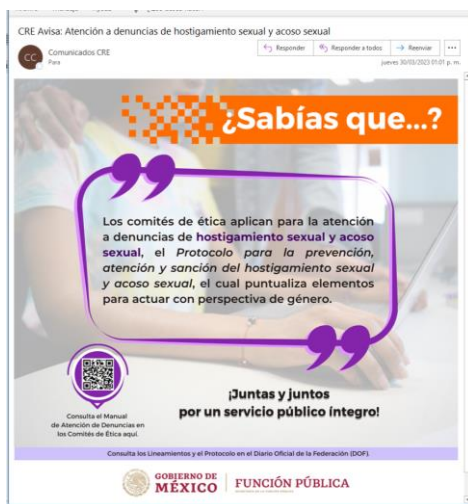 CRE Avisa: Atención a denuncias de hostigamiento sexual y acoso sexual
CC
Comunicados CRE
Para
Responder
Responder a todos
Reenviar
jueves 30/03/2023 01:01 p. m.
¿Sabías que...?
Los comités de ética aplican para la atención
a denuncias de hostigamiento sexual y acoso
sexual, el Protocolo para la prevención,
atención y sanción del hostigamiento sexual
y acoso sexual, el cual puntualiza elementos
para actuar con perspectiva de género.
Consulta el Manual
de Atención de Denuncias en
los Comités de Ética aquí.
¡Juntas y juntos
por un servicio público íntegro!
Consulta los Lineamientos y el Protocolo en el Diario Oficial de la Federación (DOF).
GOBIERNO DE
MÉXICO
FUNCIÓN PÚBLICA